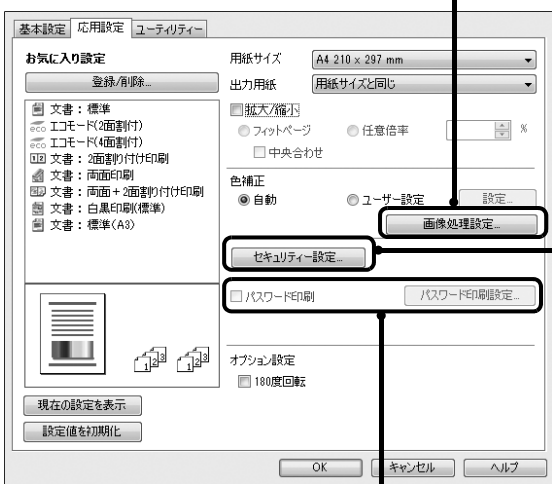 基本設定 応用設定 ユーティリティー
お気に入り設定
登録/削除...
文書：標準
eco エコモード(2面割付)
eco エコモード(4面割付)
文書：2面割り付け印刷
文書：両面印刷
文書：両面＋2面割り付け印刷
文書：白黒印刷(標準)
文書：標準(A3)
1 2 3 1 2 3
現在の設定を表示
設定値を初期化
用紙サイズ A4 210 x 297 mm
出力用紙 用紙サイズと同じ
拡大/縮小
フィットページ 任意倍率 %
中央合わせ
色補正
自動 ユーザー設定 設定...
画像処理設定...
セキュリティー設定...
パスワード印刷 パスワード印刷設定...
オプション設定
180度回転
OK キャンセル ヘルプ